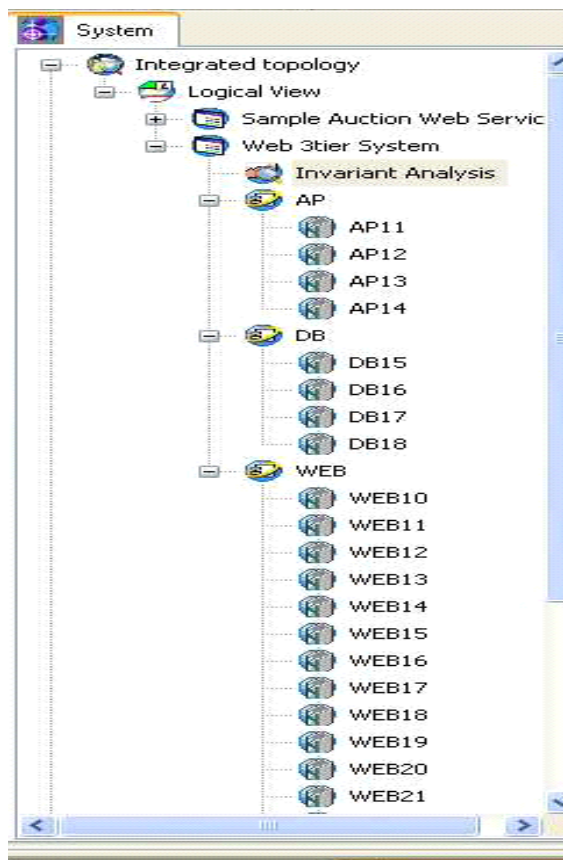 System
Integrated topology
Logical View
Sample Auction Web Servic
Web 3tier System
Invariant Analysis
AP
AP11
AP12
AP13
AP14
DB
DB15
DB16
DB17
DB18
WEB
WEB10
WEB11
WEB12
WEB13
WEB14
WEB15
WEB16
WEB17
WEB18
WEB19
WEB20
WEB21